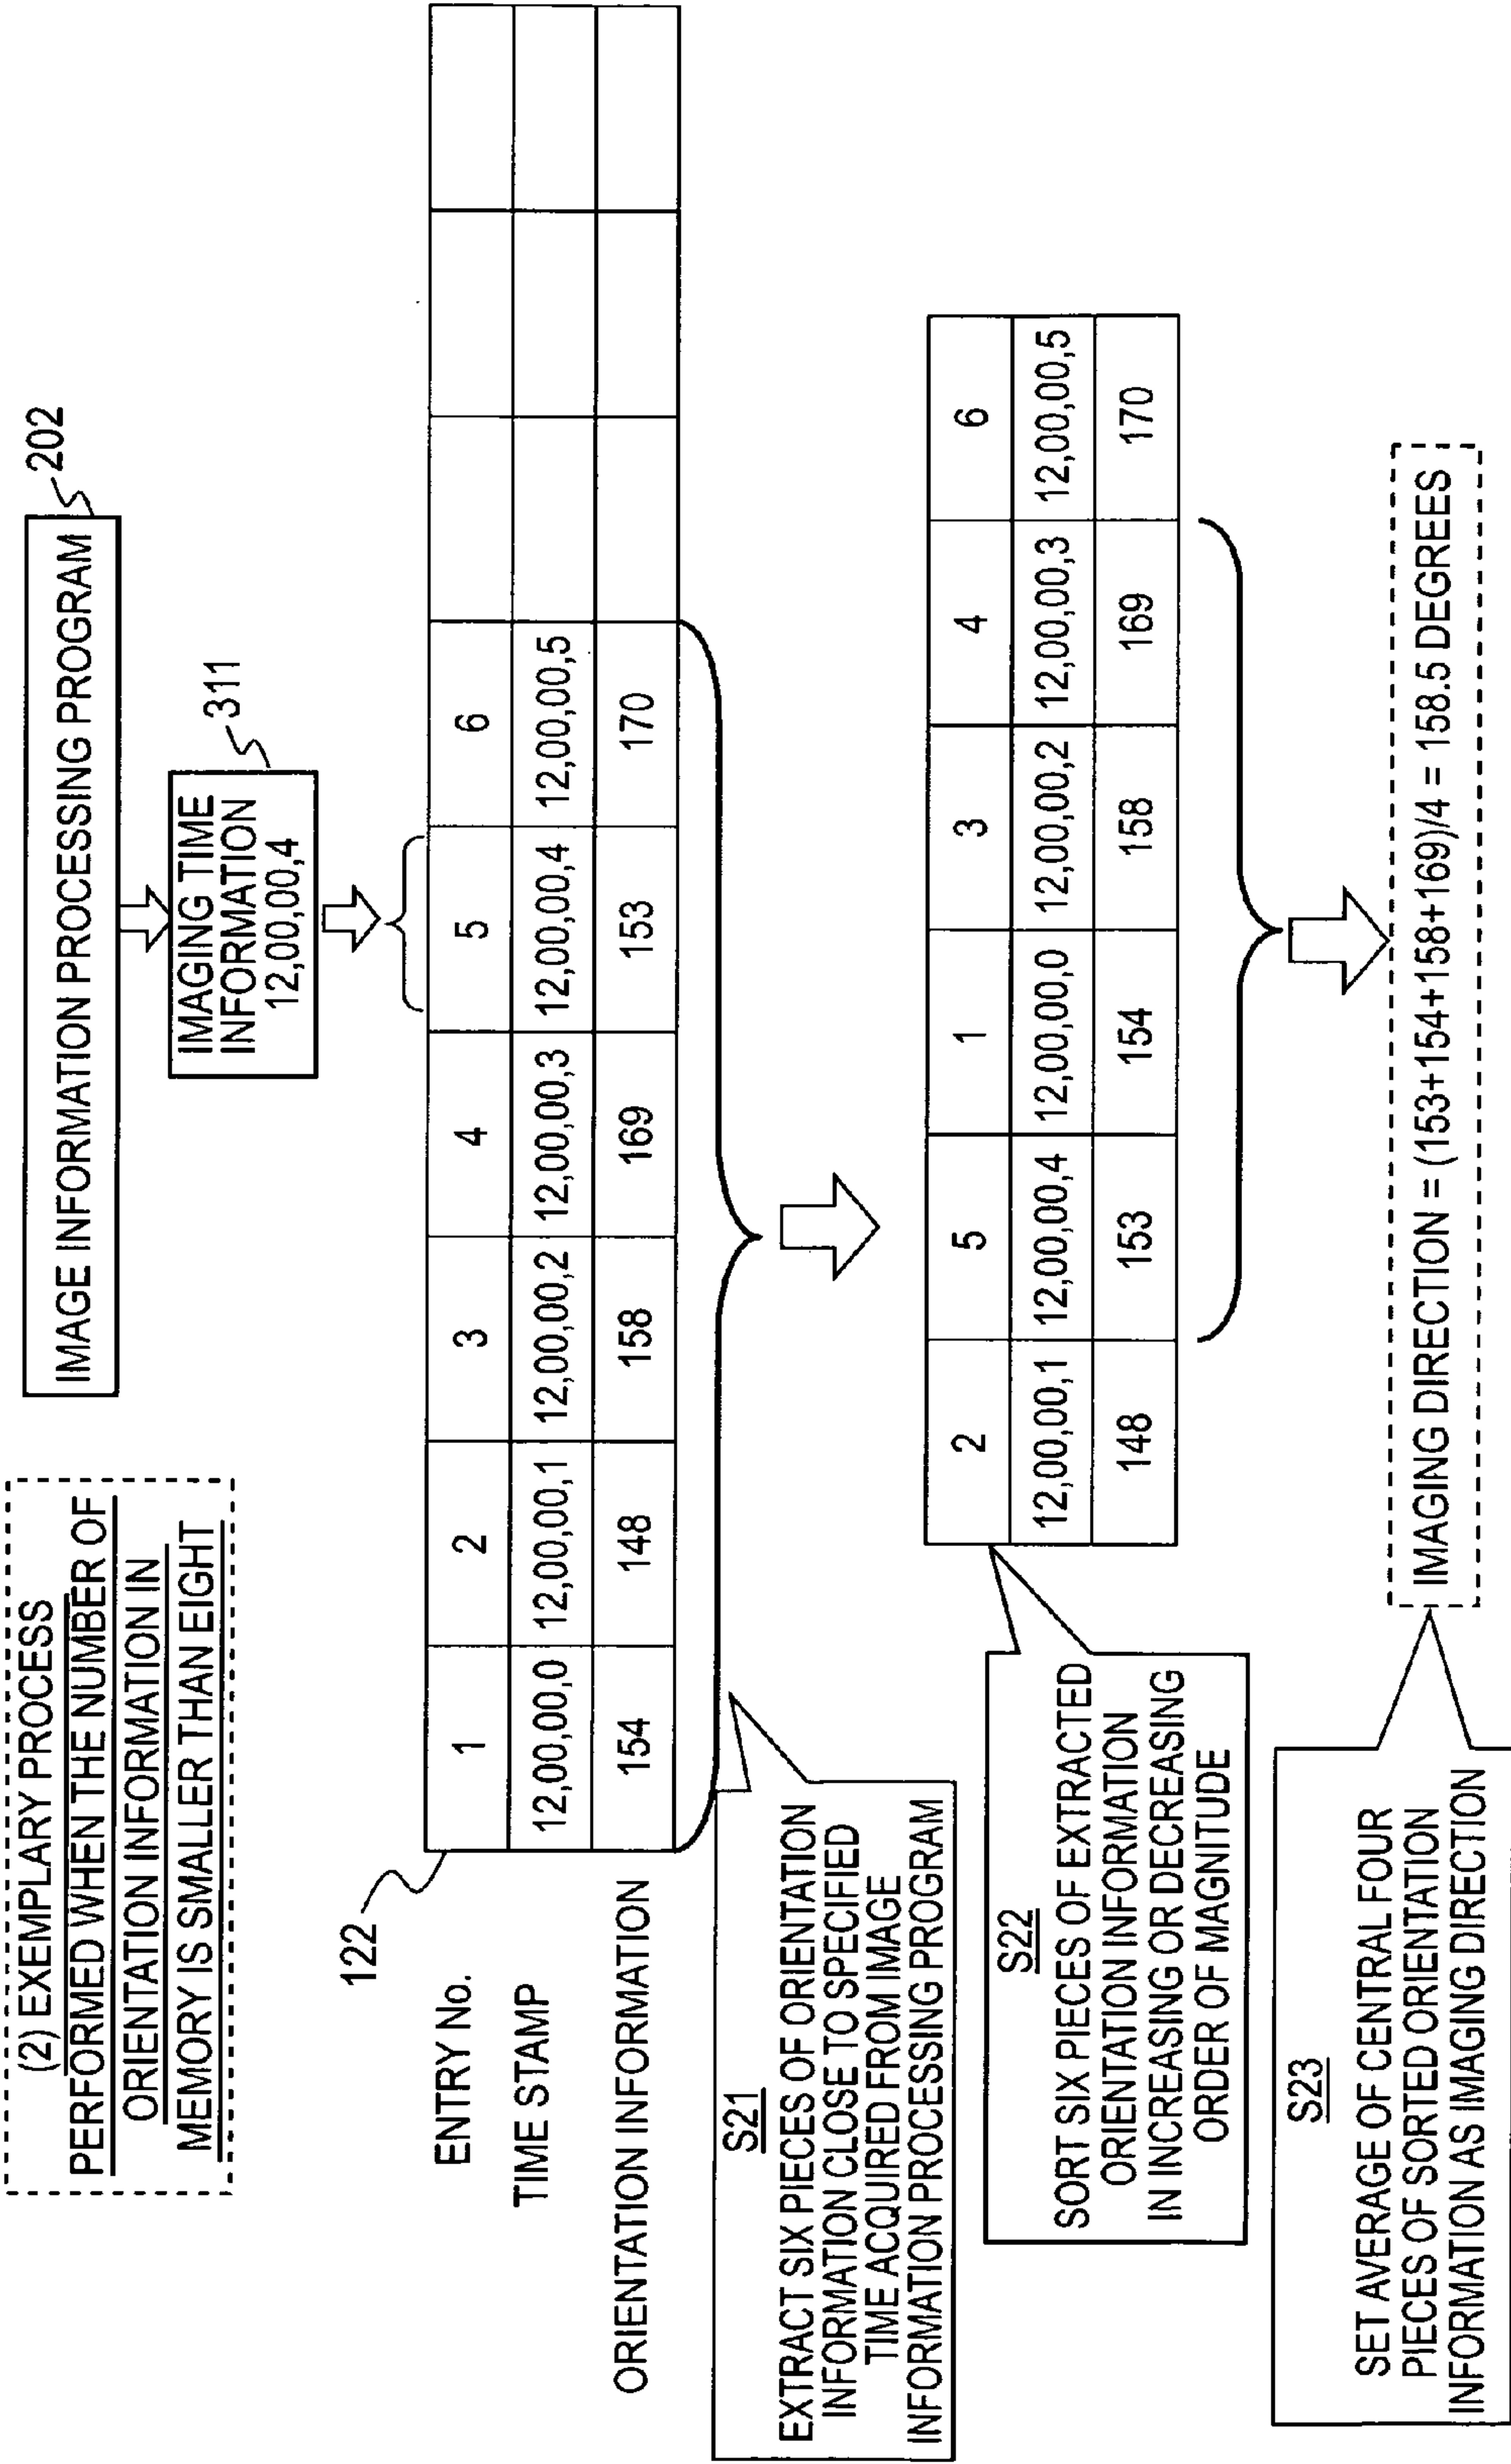 (2) EXEMPLARY PROCESS
PERFORMED WHEN THE NUMBER OF
ORIENTATION INFORMATION IN
MEMORY IS SMALLER THAN EIGHT
IMAGE INFORMATION PROCESSING PROGRAM
202
IMAGING TIME
INFORMATION
12,00,00,4
311
122
ENTRY No. 1 2 3 4 5 6
TIME STAMP 12,00,00,0 12,00,00,1 12,00,00,2 12,00,00,3 12,00,00,4 12,00,00,5
ORIENTATION INFORMATION 154 148 158 169 153 170
S21
EXTRACT SIX PIECES OF ORIENTATION
INFORMATION CLOSE TO SPECIFIED
TIME ACQUIRED FROM IMAGE
INFORMATION PROCESSING PROGRAM
2 5 1 3 4 6
12,00,00,1 12,00,00,4 12,00,00,0 12,00,00,2 12,00,00,3 12,00,00,5
148 153 154 158 169 170
S22
SORT SIX PIECES OF EXTRACTED
ORIENTATION INFORMATION
IN INCREASING OR DECREASING
ORDER OF MAGNITUDE
S23
SET AVERAGE OF CENTRAL FOUR
PIECES OF SORTED ORIENTATION
INFORMATION AS IMAGING DIRECTION
IMAGING DIRECTION = (153+154+158+169)/4 = 158.5 DEGREES